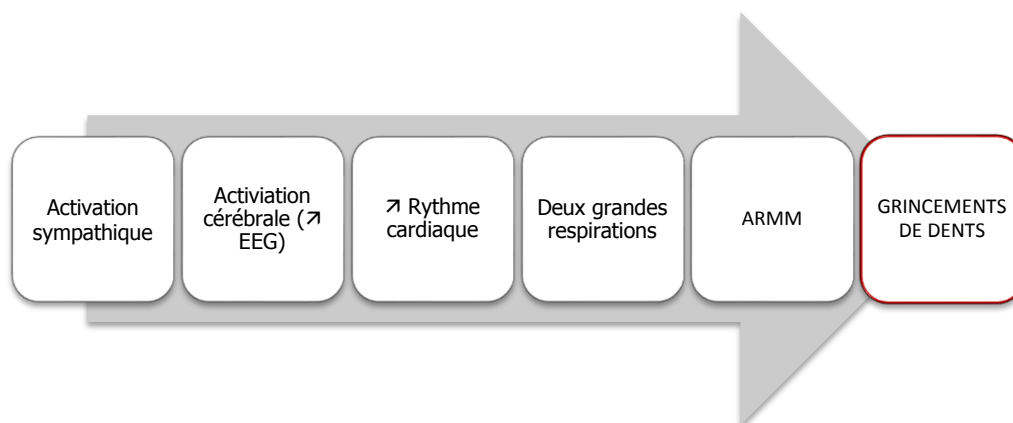 Activation
sympathique
Activiation
cérébrale (↗
EEG)
↗ Rythme
cardiaque
Deux grandes
respirations
ARMM
GRINCEMENTS
DE DENTS